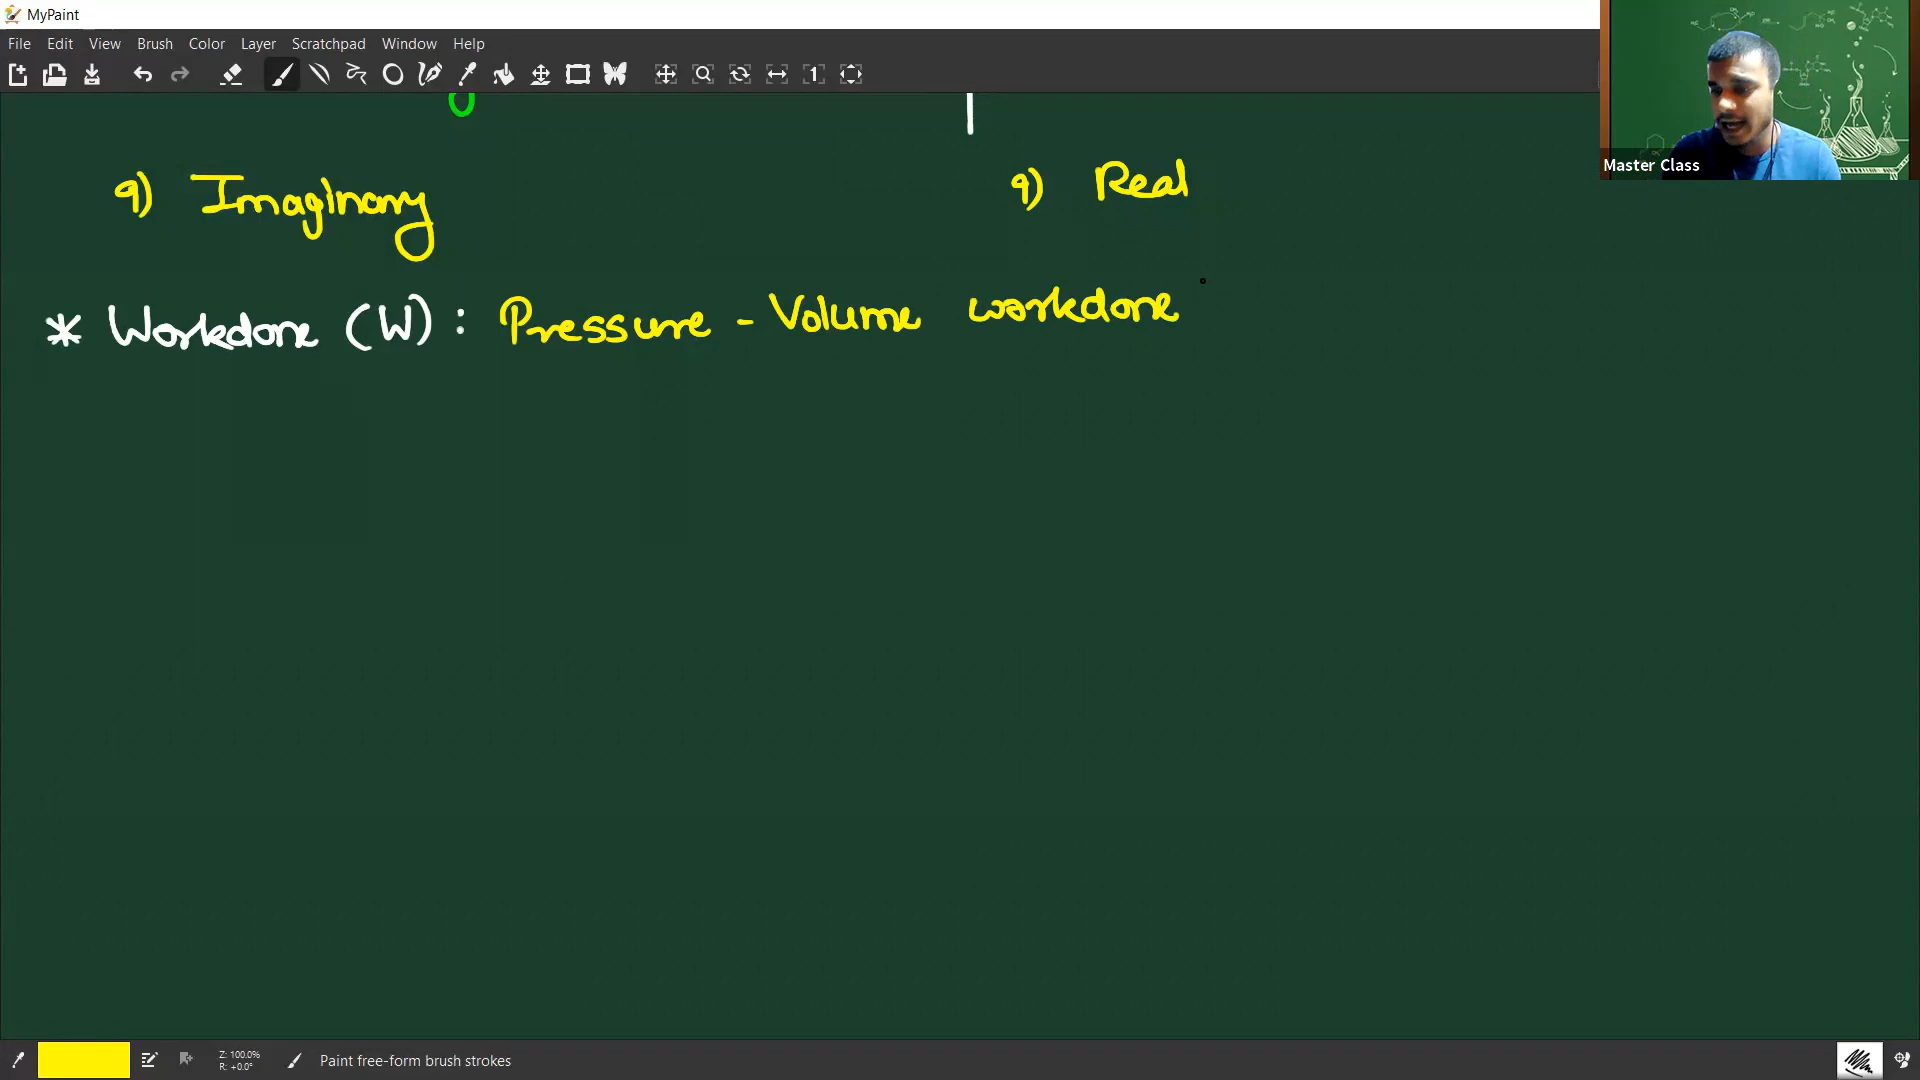 MyPaint
File Edit View Brush Color Layer Scratchpad Window Help
Master Class
9) Imaginary 9) Real
* Workdone (W) : Pressure - Volume workdone
Z: 100.0%
R: +0.0°
Paint free-form brush strokes